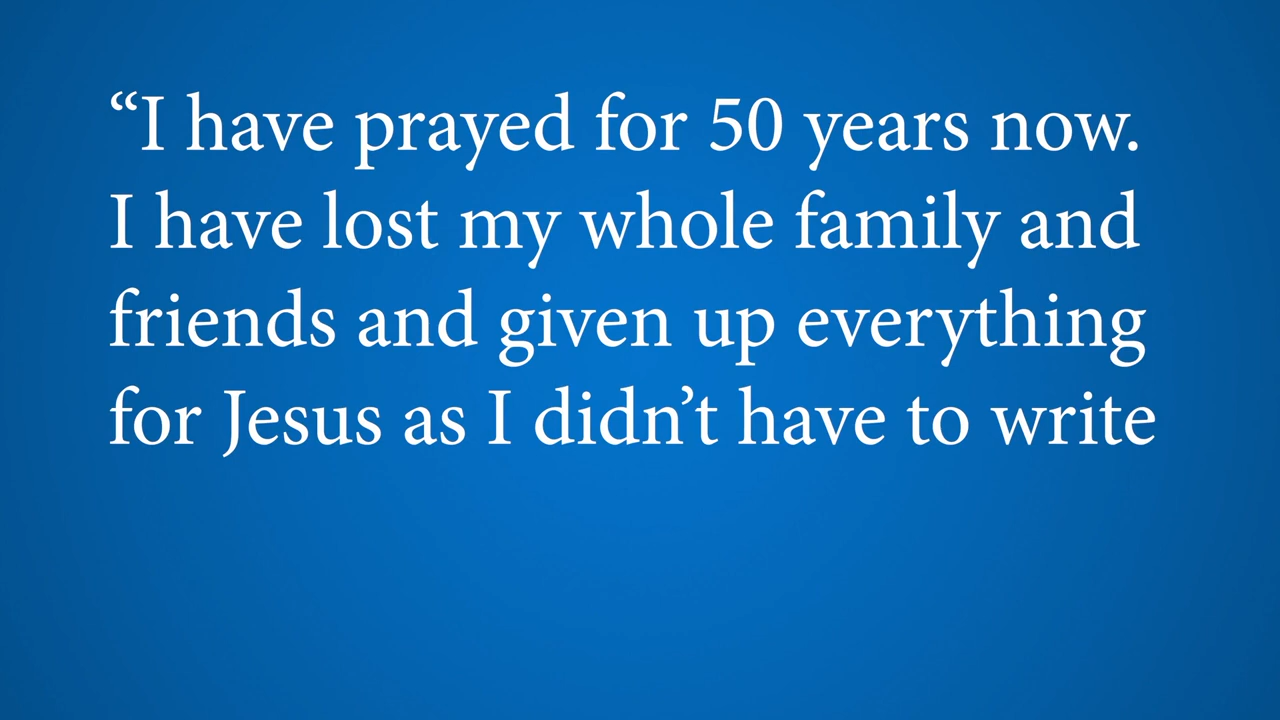 “I have prayed for 50 years now.
I have lost my whole family and
friends and given up everything
for Jesus as I didn’t have to write